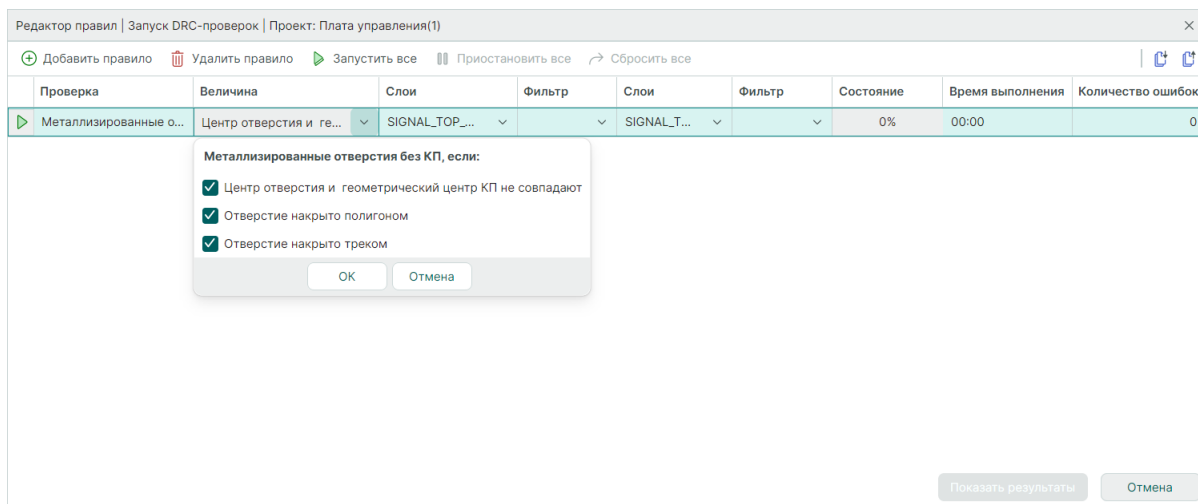 Редактор правил | Запуск DRC-проверок | Проект: Плата управления(1)
Добавить правило Удалить правило Запустить все Приостановить все Сбросить все
Проверка Величина Слои Фильтр Слои Фильтр Состояние Время выполнения Количество ошибок
Металлизированные о... Центр отверстия и ге... SIGNAL_TOP_... SIGNAL_T... 0% 00:00 0
Металлизированные отверстия без КП, если:
Центр отверстия и геометрический центр КП не совпадают
Отверстие накрыто полигоном
Отверстие накрыто треком
ОК Отмена
Показать результаты Отмена